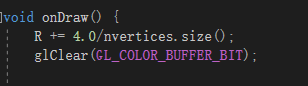 void onDraw() {
R += 4.0/nvertices.size();
glClear(GL_COLOR_BUFFER_BIT);